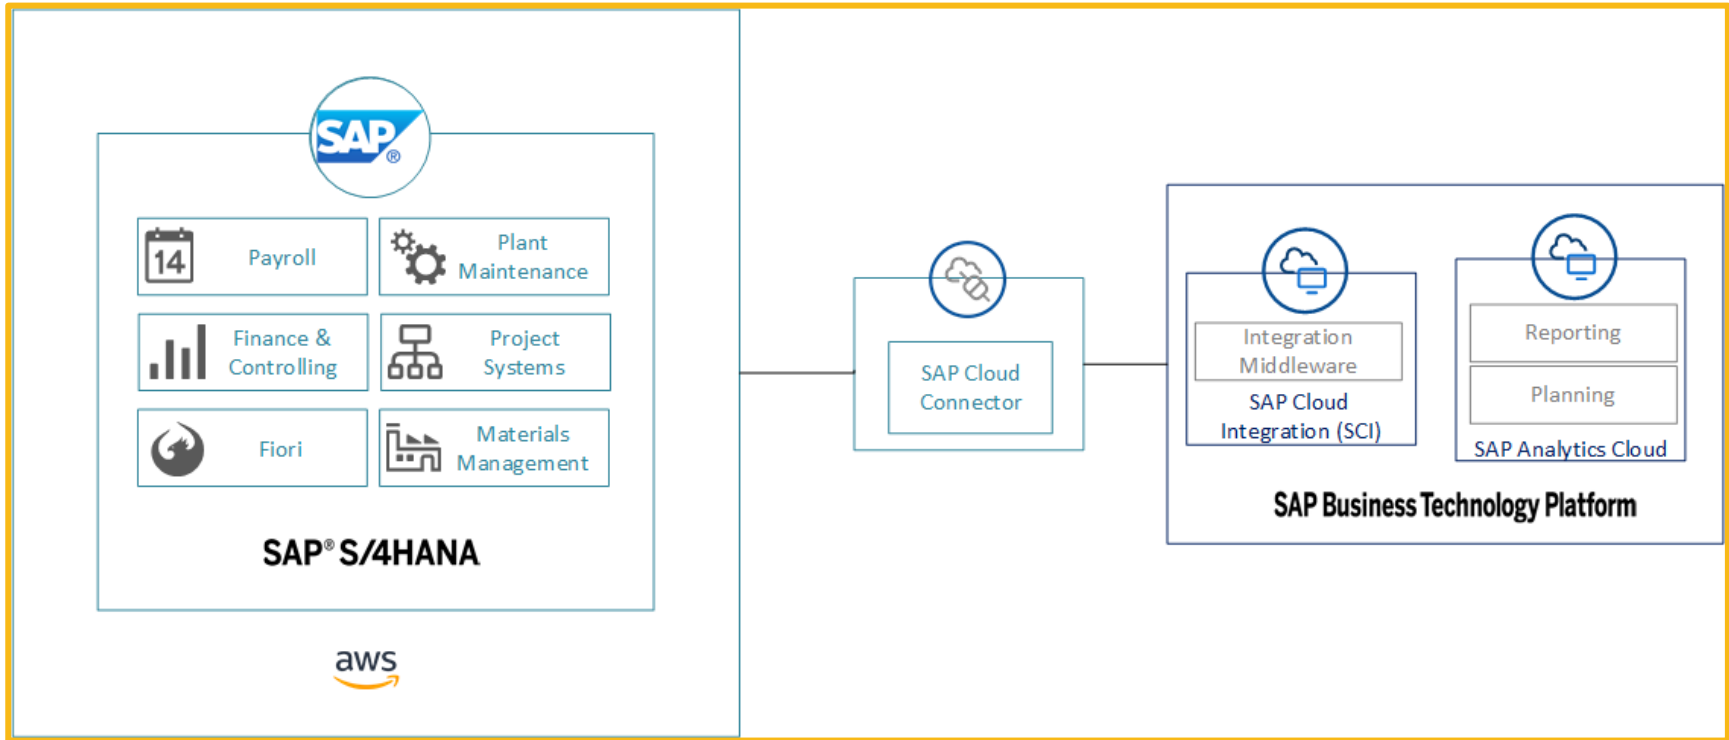 SAP®
14
Payroll
Plant
Maintenance
Finance &
Controlling
Project
Systems
Fiori
Materials
Management
SAP® S/4HANA
aws
SAP Cloud
Connector
Integration
Middleware
SAP Cloud
Integration (SCI)
Reporting
Planning
SAP Analytics Cloud
SAP Business Technology Platform